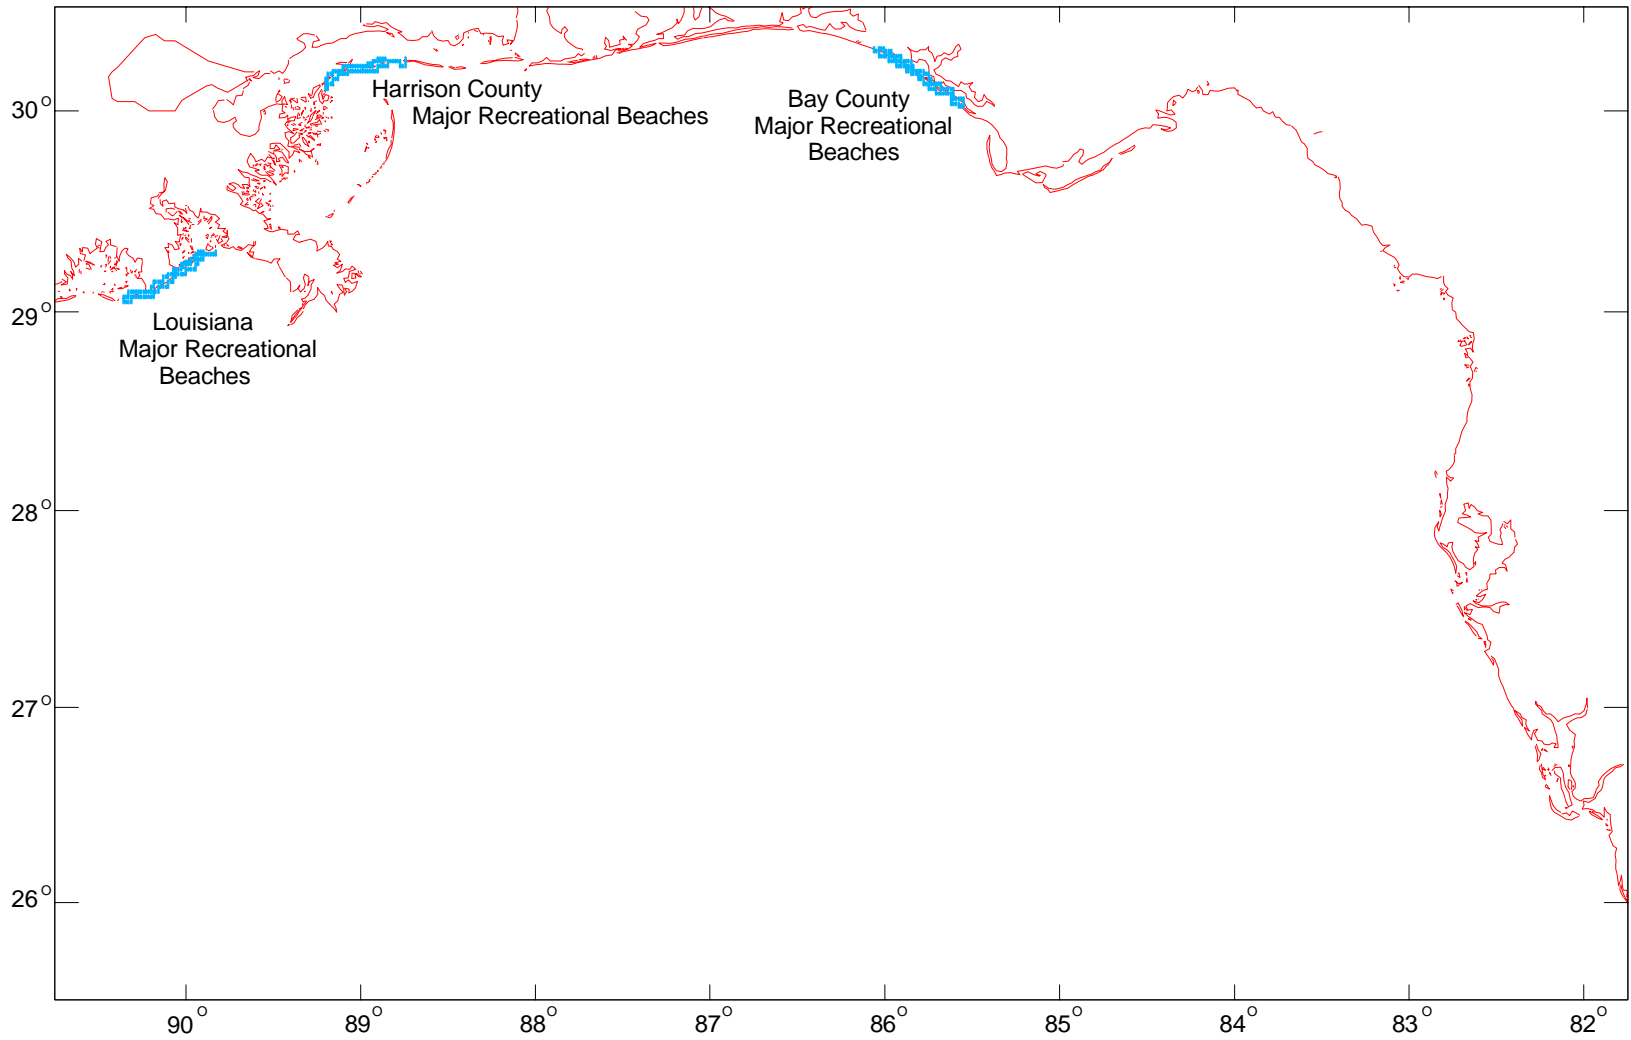 Harrison County
Major Recreational Beaches
Bay County
Major Recreational
Beaches
Louisiana
Major Recreational
Beaches
30°
29°
28°
27°
26°
90° 89° 88° 87° 86° 85° 84° 83° 82°